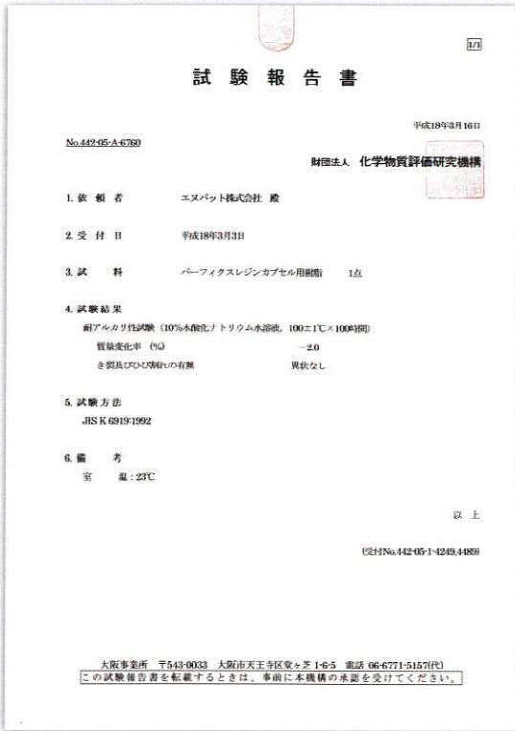 1/1
試験報告書
平成18年3月16日
No.442-05-A-6760
財団法人 化学物質評価研究機構
1. 依頼者 エヌパット株式会社 殿
2. 受付日 平成18年3月3日
3. 試料 パーフィクスレジンカプセル用樹脂 1点
4. 試験結果
耐アルカリ性試験（10%水酸化ナトリウム水溶液、100±1℃×100時間）
質量変化率 (%) −2.0
き裂及びひび割れの有無 異状なし
5. 試験方法
JIS K 6919:1992
6. 備考
室温：23℃
以上
(受付No.442-05-1-4249,4489)
大阪事業所 〒543-0033 大阪市天王寺区堂ヶ芝 1-6-5 電話 06-6771-5157(代)
この試験報告書を転載するときは、事前に本機構の承認を受けてください。